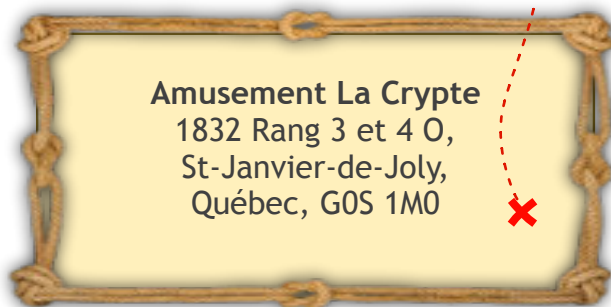 Amusement La Crypte
1832 Rang 3 et 4 O,
St-Janvier-de-Joly,
Québec, G0S 1M0